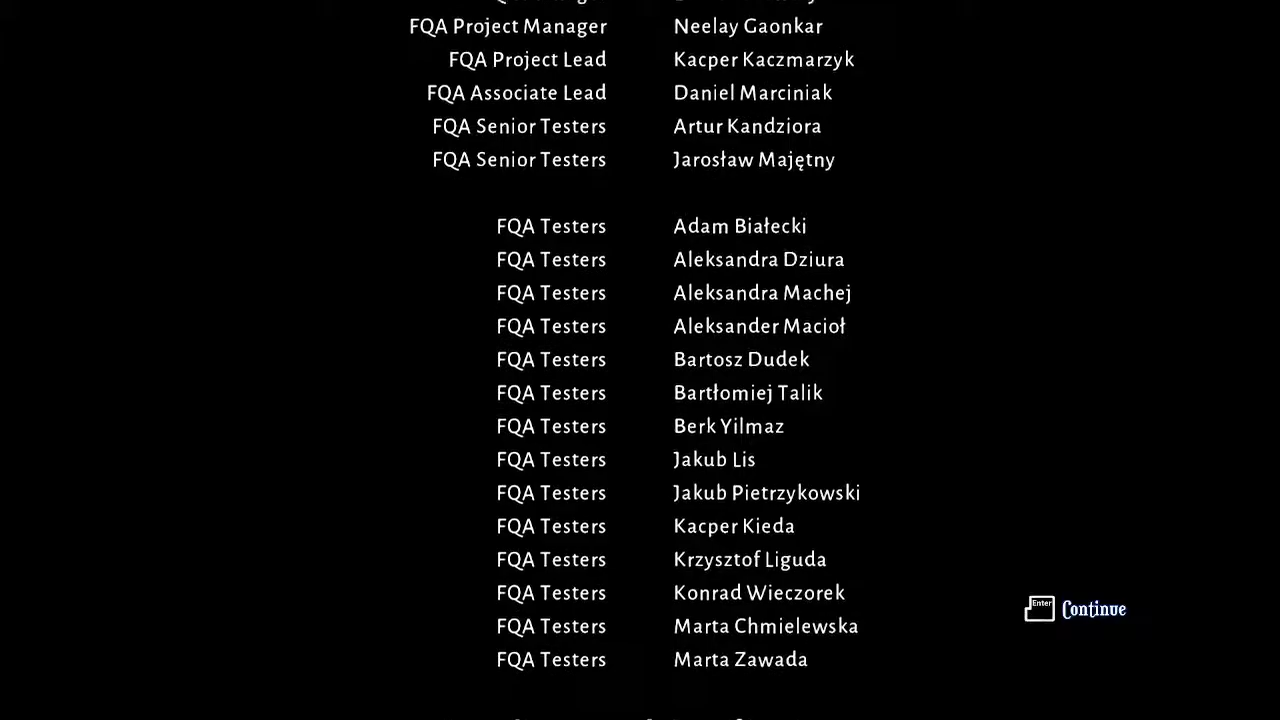 FQA Project Manager Neelay Gaonkar
FQA Project Lead Kacper Kaczmarzyk
FQA Associate Lead Daniel Marciniak
FQA Senior Testers Artur Kandziora
FQA Senior Testers Jarosław Majętny
FQA Testers Adam Białecki
FQA Testers Aleksandra Dziura
FQA Testers Aleksandra Machej
FQA Testers Aleksander Macioł
FQA Testers Bartosz Dudek
FQA Testers Bartłomiej Talik
FQA Testers Berk Yilmaz
FQA Testers Jakub Lis
FQA Testers Jakub Pietrzykowski
FQA Testers Kacper Kieda
FQA Testers Krzysztof Liguda
FQA Testers Konrad Wieczorek
Enter Continue
FQA Testers Marta Chmielewska
FQA Testers Marta Zawada